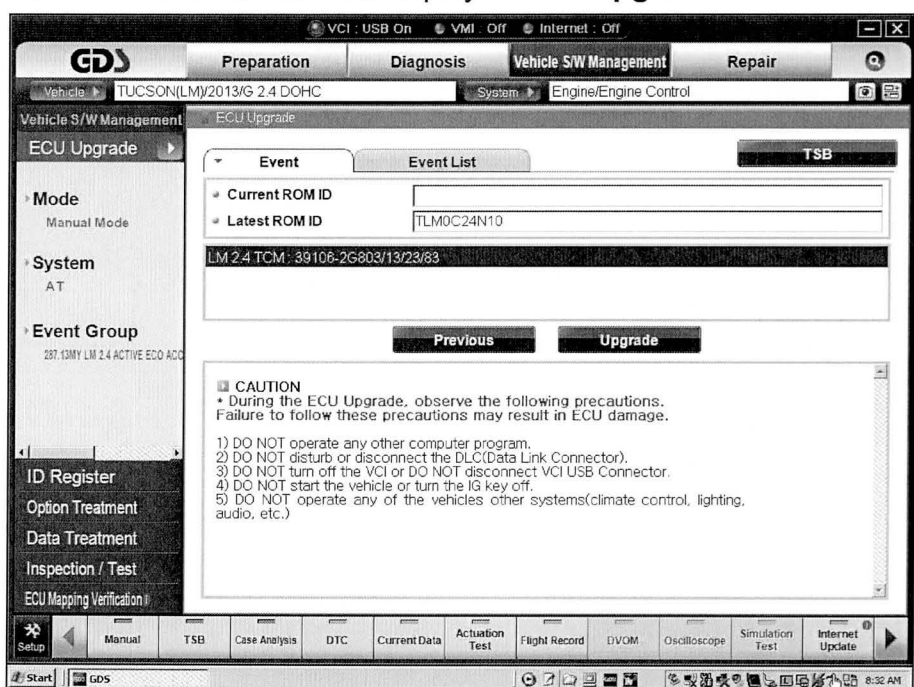 VCI : USB On VMI : Off Internet : Off
GDS Preparation Diagnosis Vehicle S/W Management Repair
Vehicle TUCSON(LM)/2013/G 2.4 DOHC System Engine/Engine Control
Vehicle S/W Management ECU Upgrade
ECU Upgrade
Event Event List TSB
Current ROM ID
Latest ROM ID TLM0C24N10
Mode
Manual Mode
LM 2.4 TCM : 39106-2G803/13/23/83
System
AT
Event Group
287.13MY LM 2.4 ACTIVE ECO ACC
Previous Upgrade
CAUTION
* During the ECU Upgrade, observe the following precautions.
Failure to follow these precautions may result in ECU damage.
1) DO NOT operate any other computer program.
2) DO NOT disturb or disconnect the DLC(Data Link Connector).
3) DO NOT turn off the VCI or DO NOT disconnect VCI USB Connector.
4) DO NOT start the vehicle or turn the IG key off.
5) DO NOT operate any of the vehicles other systems(climate control, lighting,
audio, etc.)
ID Register
Option Treatment
Data Treatment
Inspection / Test
ECU Mapping Verification
Setup Manual TSB Case Analysis DTC Current Data Actuation Test Flight Record DVOM Oscilloscope Simulation Test Internet Update
Start GDS 8:32 AM